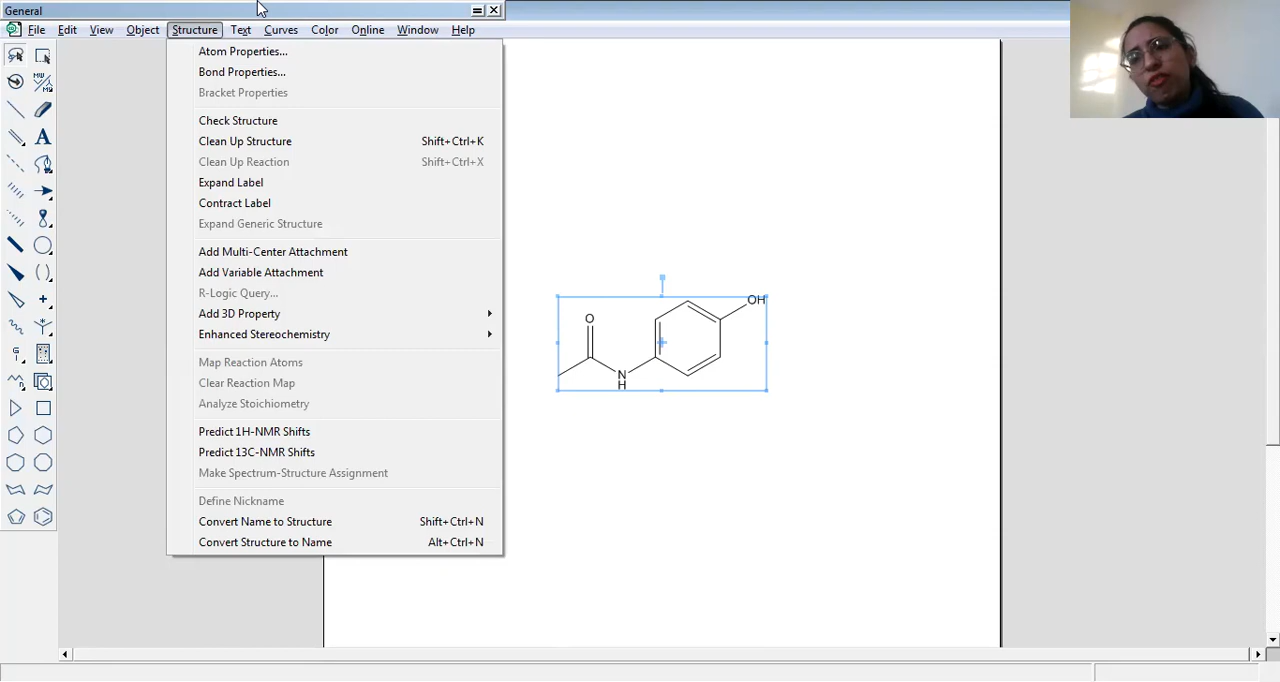 General
File Edit View Object Structure Text Curves Color Online Window Help
Atom Properties...
Bond Properties...
Bracket Properties
Check Structure
Clean Up Structure Shift+Ctrl+K
Clean Up Reaction Shift+Ctrl+X
Expand Label
Contract Label
Expand Generic Structure
Add Multi-Center Attachment
Add Variable Attachment
R-Logic Query...
Add 3D Property
Enhanced Stereochemistry
Map Reaction Atoms
Clear Reaction Map
Analyze Stoichiometry
Predict 1H-NMR Shifts
Predict 13C-NMR Shifts
Make Spectrum-Structure Assignment
Define Nickname
Convert Name to Structure Shift+Ctrl+N
Convert Structure to Name Alt+Ctrl+N
A
OH
O
N
H